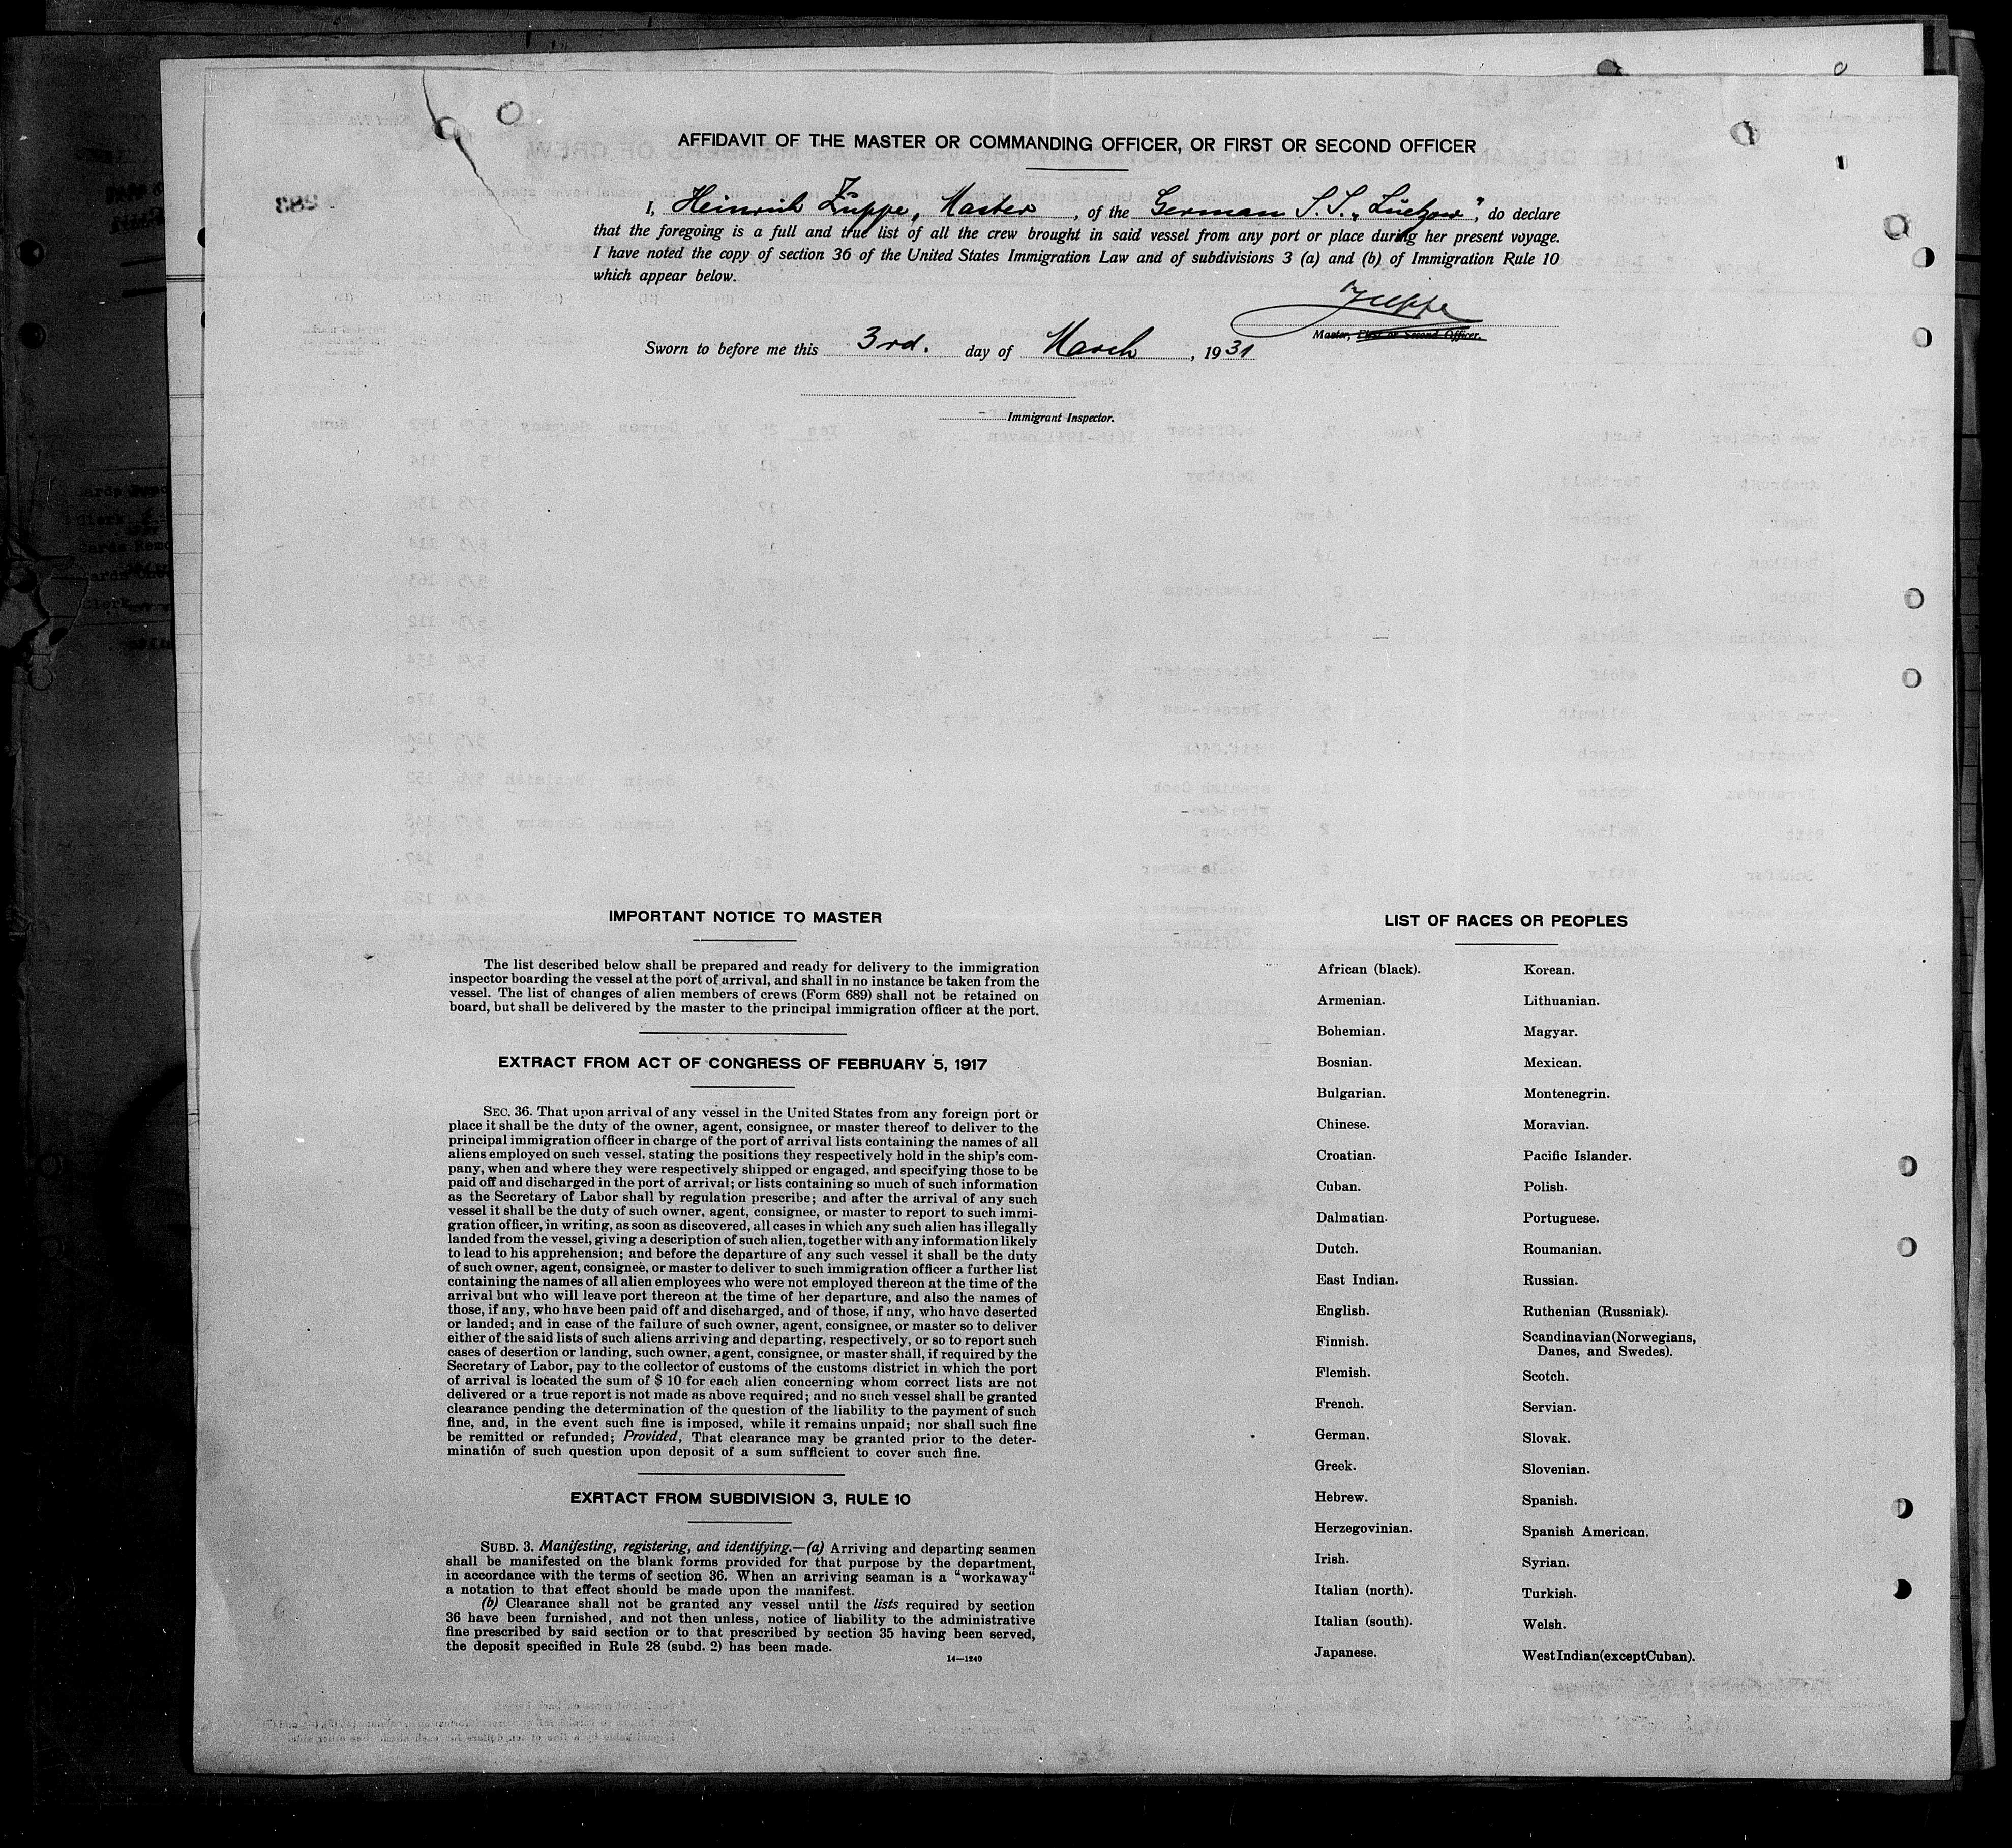 AFFIDAVIT OF THE MASTER OR COMMANDING OFFICER, OR FIRST OR SECOND OFFICER
I, Heinrich Zuppe, Master, of the German S. S. „Luetzow", do declare
that the foregoing is a full and true list of all the crew brought in said vessel from any port or place during her present voyage.
I have noted the copy of section 36 of the United States Immigration Law and of subdivisions 3 (a) and (b) of Immigration Rule 10
which appear below.
Zuppe
Master, First or Second Officer.
Sworn to before me this 3rd. day of March, 1931
Immigrant Inspector.
IMPORTANT NOTICE TO MASTER
The list described below shall be prepared and ready for delivery to the immigration
inspector boarding the vessel at the port of arrival, and shall in no instance be taken from the
vessel. The list of changes of alien members of crews (Form 689) shall not be retained on
board, but shall be delivered by the master to the principal immigration officer at the port.
EXTRACT FROM ACT OF CONGRESS OF FEBRUARY 5, 1917
SEC. 36. That upon arrival of any vessel in the United States from any foreign port or
place it shall be the duty of the owner, agent, consignee, or master thereof to deliver to the
principal immigration officer in charge of the port of arrival lists containing the names of all
aliens employed on such vessel, stating the positions they respectively hold in the ship's com-
pany, when and where they were respectively shipped or engaged, and specifying those to be
paid off and discharged in the port of arrival; or lists containing so much of such information
as the Secretary of Labor shall by regulation prescribe; and after the arrival of any such
vessel it shall be the duty of such owner, agent, consignee, or master to report to such immi-
gration officer, in writing, as soon as discovered, all cases in which any such alien has illegally
landed from the vessel, giving a description of such alien, together with any information likely
to lead to his apprehension; and before the departure of any such vessel it shall be the duty
of such owner, agent, consignee, or master to deliver to such immigration officer a further list
containing the names of all alien employees who were not employed thereon at the time of the
arrival but who will leave port thereon at the time of her departure, and also the names of
those, if any, who have been paid off and discharged, and of those, if any, who have deserted
or landed; and in case of the failure of such owner, agent, consignee, or master so to deliver
either of the said lists of such aliens arriving and departing, respectively, or so to report such
cases of desertion or landing, such owner, agent, consignee, or master shall, if required by the
Secretary of Labor, pay to the collector of customs of the customs district in which the port
of arrival is located the sum of $ 10 for each alien concerning whom correct lists are not
delivered or a true report is not made as above required; and no such vessel shall be granted
clearance pending the determination of the question of the liability to the payment of such
fine, and, in the event such fine is imposed, while it remains unpaid; nor shall such fine
be remitted or refunded; Provided, That clearance may be granted prior to the deter-
mination of such question upon deposit of a sum sufficient to cover such fine.
EXRTACT FROM SUBDIVISION 3, RULE 10
SUBD. 3. Manifesting, registering, and identifying.—(a) Arriving and departing seamen
shall be manifested on the blank forms provided for that purpose by the department,
in accordance with the terms of section 36. When an arriving seaman is a "workaway"
a notation to that effect should be made upon the manifest.
(b) Clearance shall not be granted any vessel until the lists required by section
36 have been furnished, and not then unless, notice of liability to the administrative
fine prescribed by said section or to that prescribed by section 35 having been served,
the deposit specified in Rule 28 (subd. 2) has been made.
14—1240
LIST OF RACES OR PEOPLES
African (black).
Armenian.
Bohemian.
Bosnian.
Bulgarian.
Chinese.
Croatian.
Cuban.
Dalmatian.
Dutch.
East Indian.
English.
Finnish.
Flemish.
French.
German.
Greek.
Hebrew.
Herzegovinian.
Irish.
Italian (north).
Italian (south).
Japanese.
Korean.
Lithuanian.
Magyar.
Mexican.
Montenegrin.
Moravian.
Pacific Islander.
Polish.
Portuguese.
Roumanian.
Russian.
Ruthenian (Russniak).
Scandinavian (Norwegians,
Danes, and Swedes).
Scotch.
Servian.
Slovak.
Slovenian.
Spanish.
Spanish American.
Syrian.
Turkish.
Welsh.
West Indian (except Cuban).